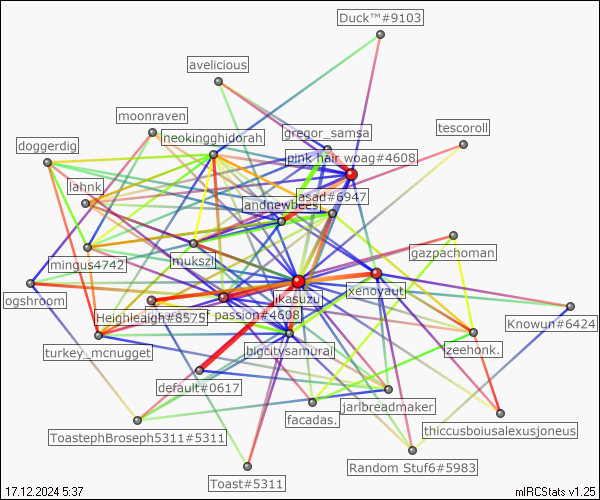 Duck™#9103
avelicious
moonraven
gregor_samsa
tescoroll
neokingghidorah
doggerdig
pink hair woag#4608
lahnk
asad#6947
andnewbees
mukszi
gazpachoman
mingus4742
xenovaut
ikasuzu
ogshroom
passion#4608
Heighleaigh#8575
Knowun#6424
turkey_mcnugget
bigcitysamurai
zeehonk.
default#0617
jarlbreadmaker
facadas.
thiccusboiusalexusjoneus
ToastephBroseph5311#5311
Random Stuf6#5983
Toast#5311
17.12.2024 5:37
mIRCStats v1.25